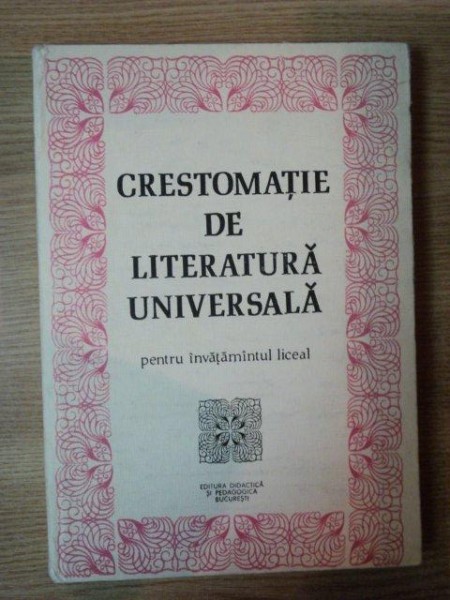 CRESTOMAȚIE
DE
LITERATURĂ
UNIVERSALĂ
pentru învățămîntul liceal
EDITURA DIDACTICĂ
ȘI PEDAGOGICĂ
BUCUREȘTI